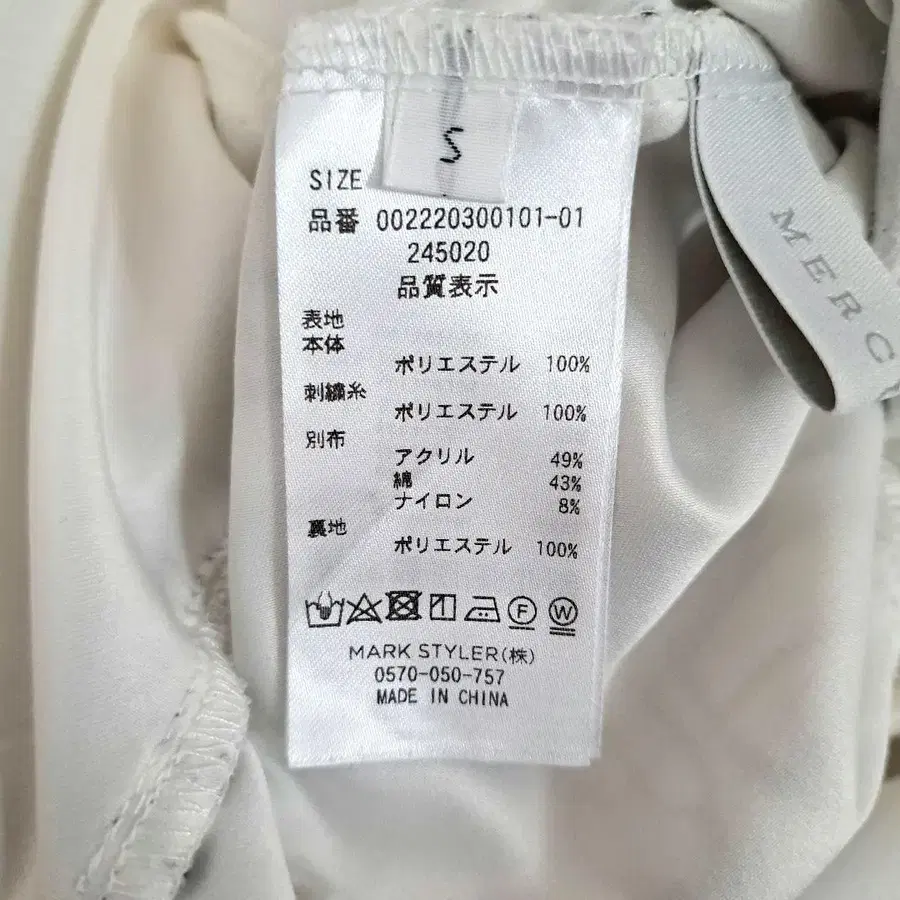 S
SIZE
品番 002220300101-01
245020
品質表示
表地
本体
ポリエステル 100%
刺繍糸
ポリエステル 100%
別布
アクリル 49%
綿 43%
ナイロン 8%
裏地
ポリエステル 100%
F W
MARK STYLER(株)
0570-050-757
MADE IN CHINA
MERC